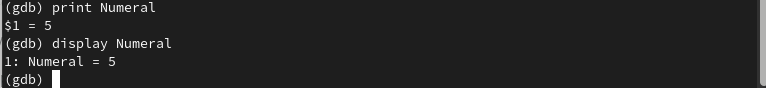 (gdb) print Numeral
$1 = 5
(gdb) display Numeral
1: Numeral = 5
(gdb)